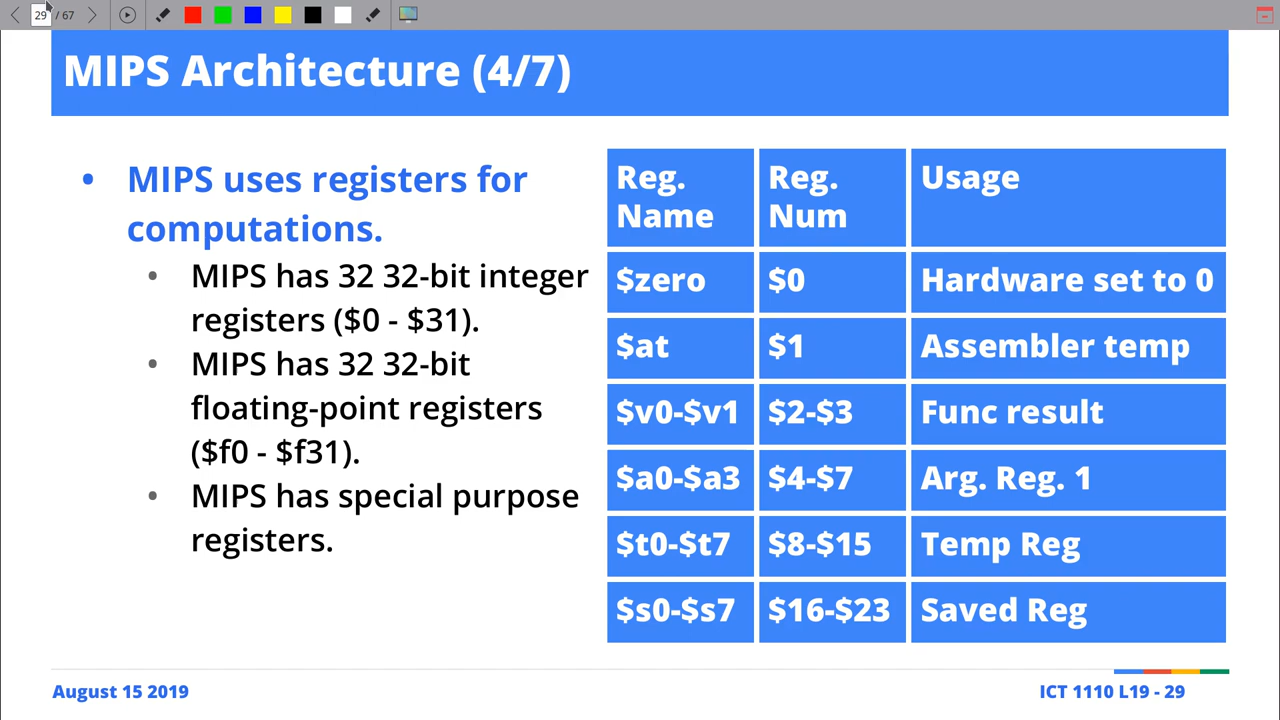 29 / 67
MIPS Architecture (4/7)
• MIPS uses registers for
computations.
• MIPS has 32 32-bit integer
registers ($0 - $31).
• MIPS has 32 32-bit
floating-point registers
($f0 - $f31).
• MIPS has special purpose
registers.
Reg. Name Reg. Num Usage
$zero $0 Hardware set to 0
$at $1 Assembler temp
$v0-$v1 $2-$3 Func result
$a0-$a3 $4-$7 Arg. Reg. 1
$t0-$t7 $8-$15 Temp Reg
$s0-$s7 $16-$23 Saved Reg
August 15 2019 ICT 1110 L19 - 29